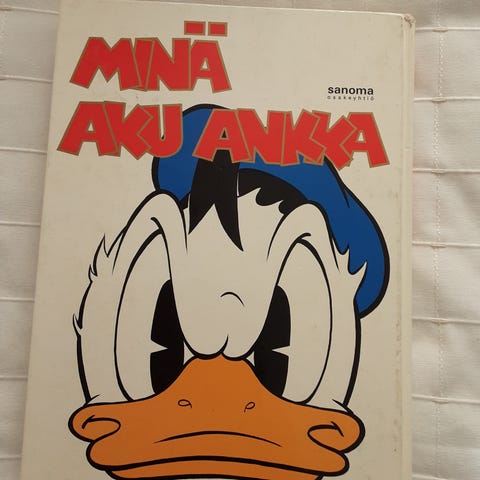 MINÄ
sanoma
osakeyhtiö
AKU ANKKA